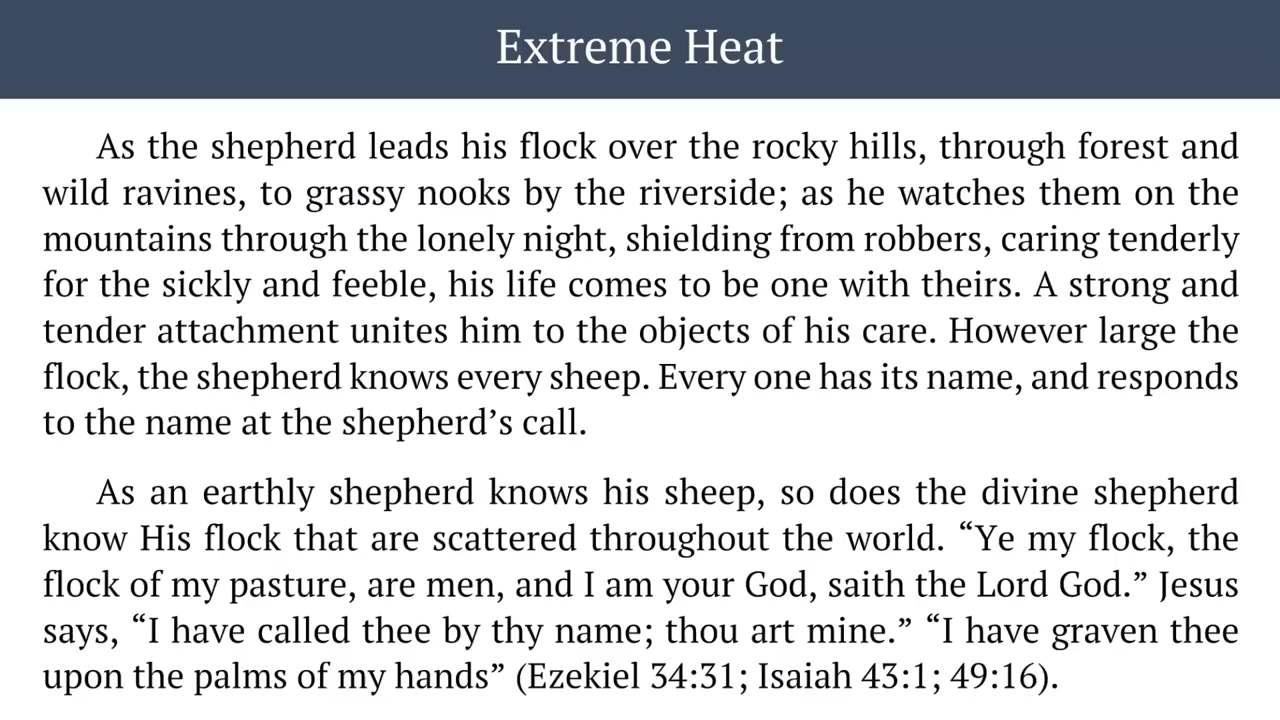 Extreme Heat
As the shepherd leads his flock over the rocky hills, through forest and
wild ravines, to grassy nooks by the riverside; as he watches them on the
mountains through the lonely night, shielding from robbers, caring tenderly
for the sickly and feeble, his life comes to be one with theirs. A strong and
tender attachment unites him to the objects of his care. However large the
flock, the shepherd knows every sheep. Every one has its name, and responds
to the name at the shepherd’s call.
As an earthly shepherd knows his sheep, so does the divine shepherd
know His flock that are scattered throughout the world. “Ye my flock, the
flock of my pasture, are men, and I am your God, saith the Lord God.” Jesus
says, “I have called thee by thy name; thou art mine.” “I have graven thee
upon the palms of my hands” (Ezekiel 34:31; Isaiah 43:1; 49:16).